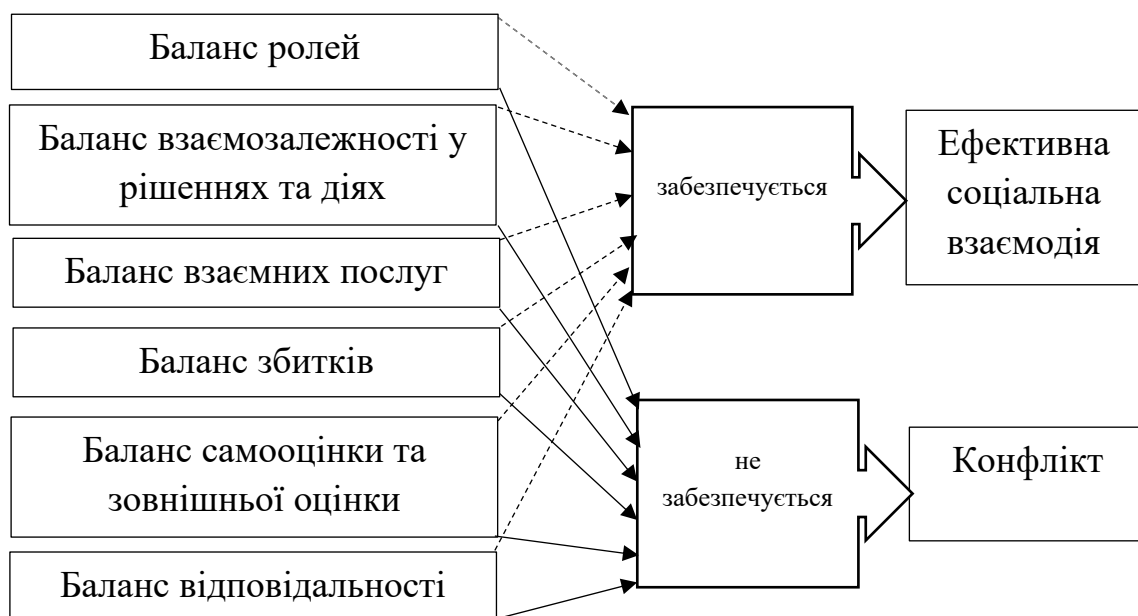 Баланс ролей
Баланс взаємозалежності у
рішеннях та діях
Баланс взаємних послуг
Баланс збитків
Баланс самооцінки та
зовнішньої оцінки
Баланс відповідальності
забезпечується
не
забезпечується
Ефективна
соціальна
взаємодія
Конфлікт